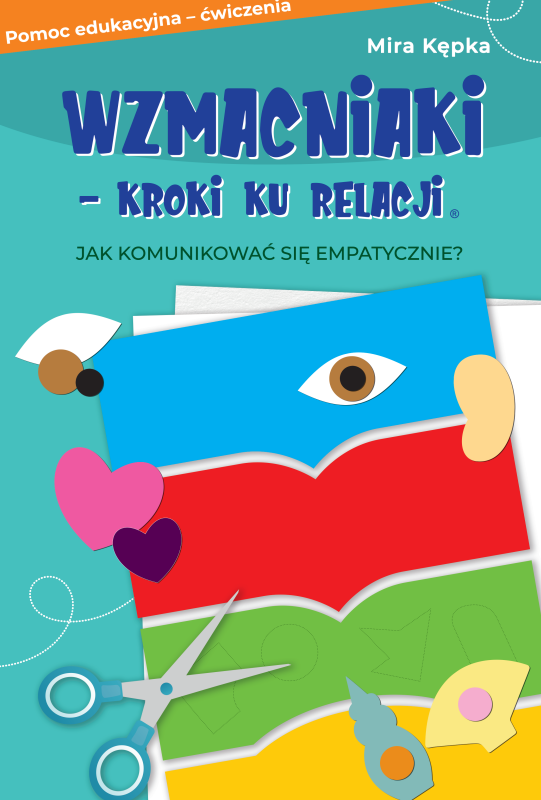 Pomoc edukacyjna – ćwiczenia
Mira Kępka
WZMACNIAKI
– KROKI KU RELACJI®
JAK KOMUNIKOWAĆ SIĘ EMPATYCZNIE?